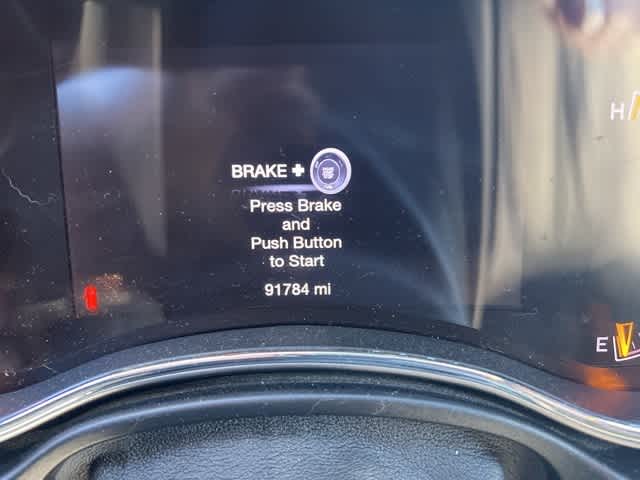 H
BRAKE +
Press Brake
and
Push Button
to Start
91784 mi
E